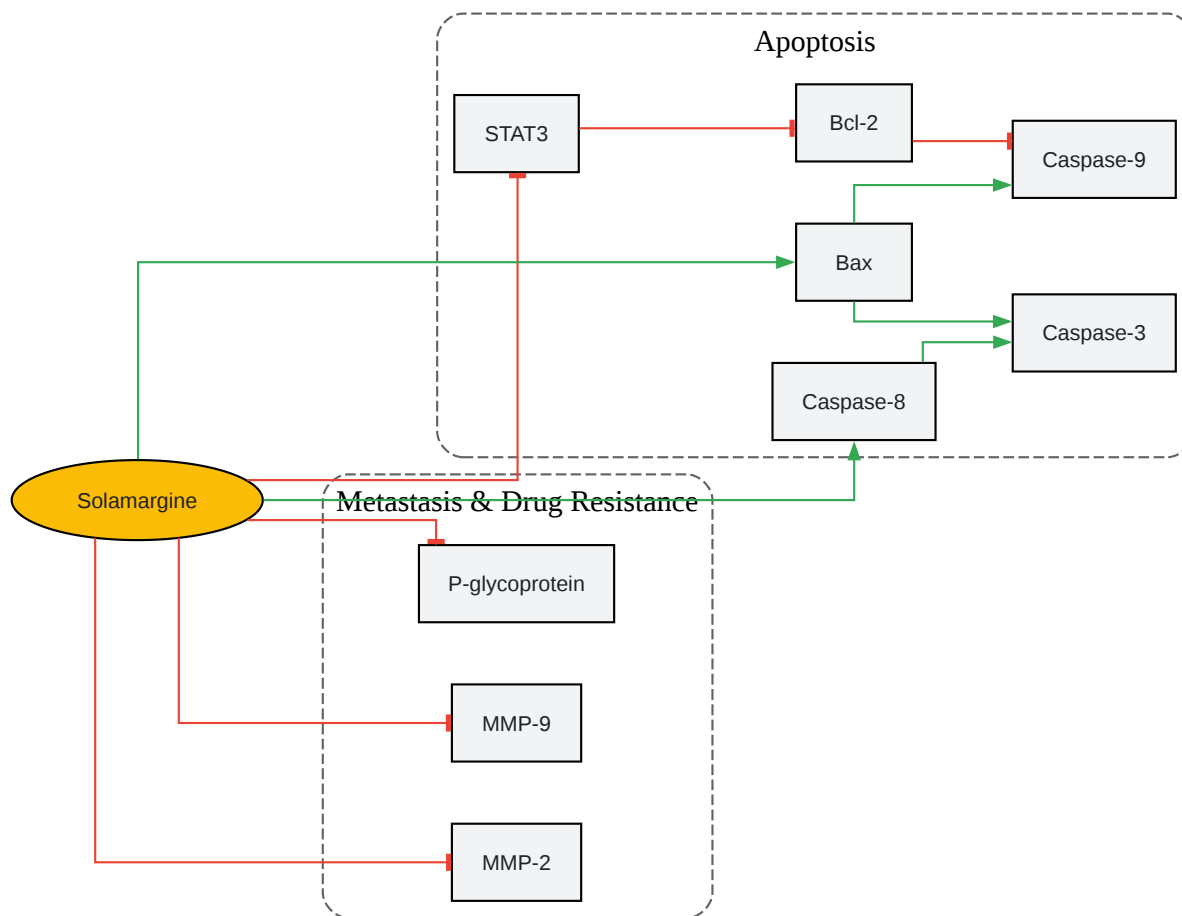 Apoptosis
STAT3
Bcl-2
Caspase-9
Bax
Caspase-3
Caspase-8
Solamargine
Metastasis & Drug Resistance
P-glycoprotein
MMP-9
MMP-2